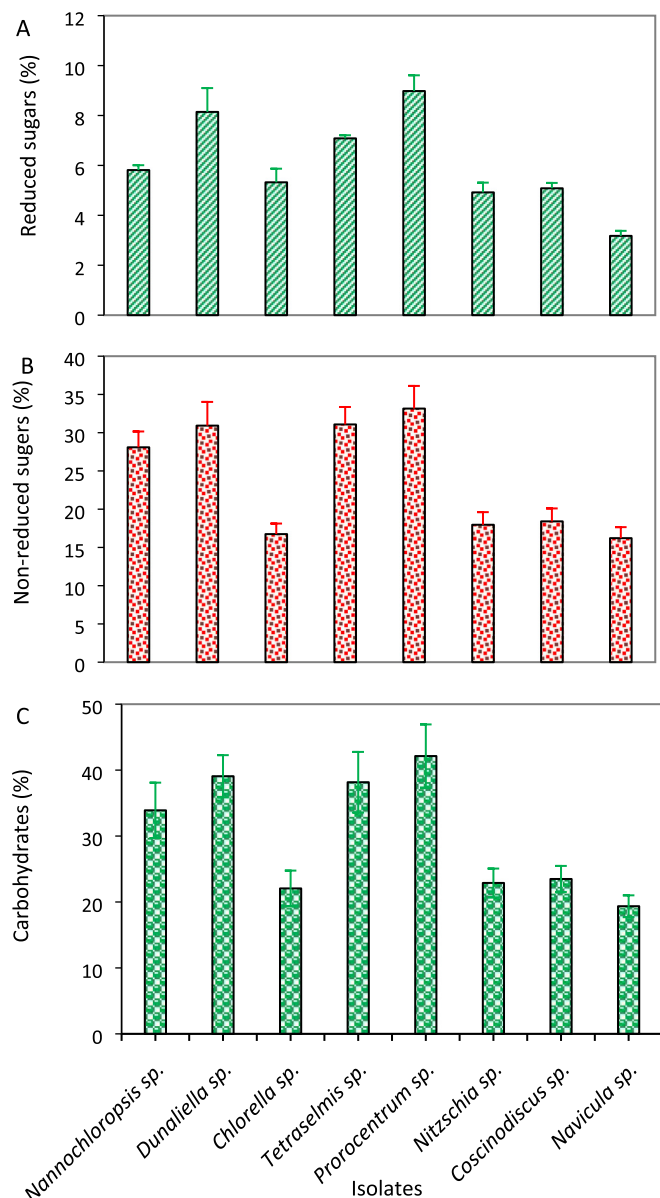 A
Reduced sugars (%)
12
10
8
6
4
2
0
B
Non-reduced sugers (%)
40
35
30
25
20
15
10
5
0
C
Carbohydrates (%)
50
40
30
20
10
0
Nannochloropsis sp.
Dunaliella sp.
Chlorella sp.
Tetraselmis sp.
Prorocentrum sp.
Nitzschia sp.
Coscinodiscus sp.
Navicula sp.
Isolates